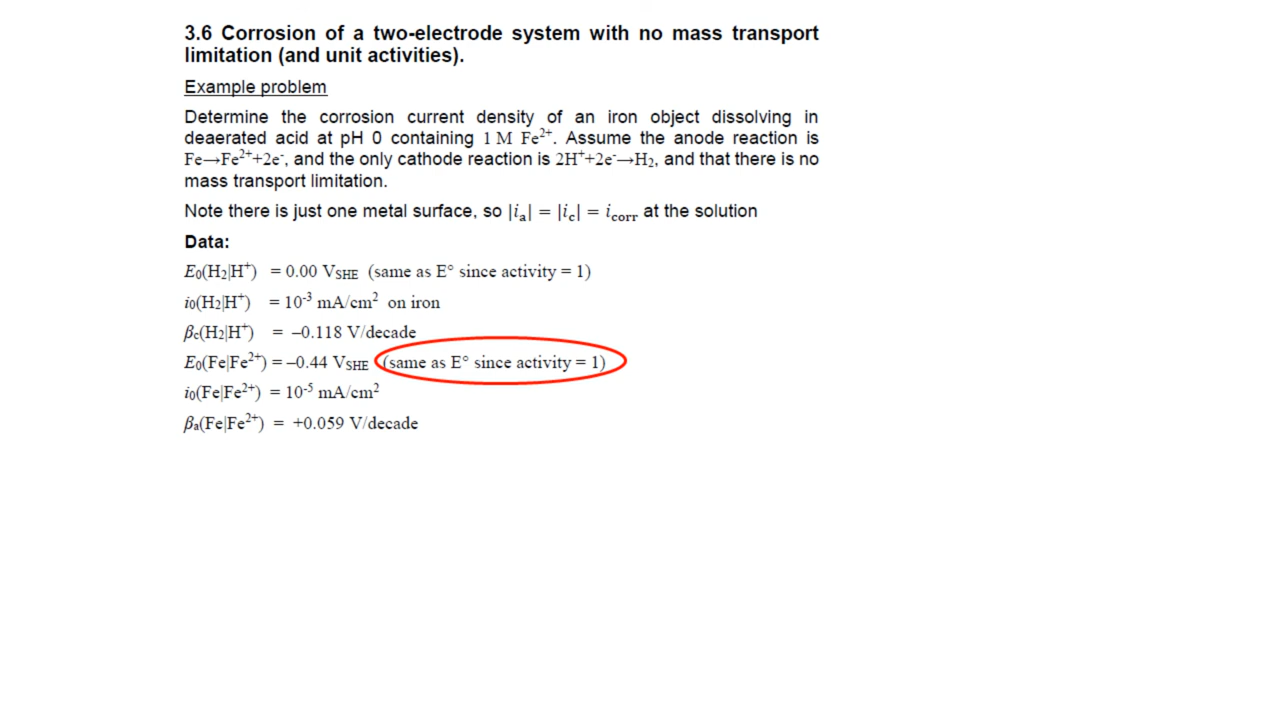 3.6 Corrosion of a two-electrode system with no mass transport
limitation (and unit activities).
Example problem
Determine the corrosion current density of an iron object dissolving in
deaerated acid at pH 0 containing 1 M Fe²⁺. Assume the anode reaction is
Fe→Fe²⁺+2e⁻, and the only cathode reaction is 2H⁺+2e⁻→H₂, and that there is no
mass transport limitation.
Note there is just one metal surface, so |iₐ| = |i_c| = i_corr at the solution
Data:
E₀(H₂|H⁺) = 0.00 V_SHE (same as E° since activity = 1)
i₀(H₂|H⁺) = 10⁻³ mA/cm² on iron
β_c(H₂|H⁺) = –0.118 V/decade
E₀(Fe|Fe²⁺) = –0.44 V_SHE (same as E° since activity = 1)
i₀(Fe|Fe²⁺) = 10⁻⁵ mA/cm²
βₐ(Fe|Fe²⁺) = +0.059 V/decade